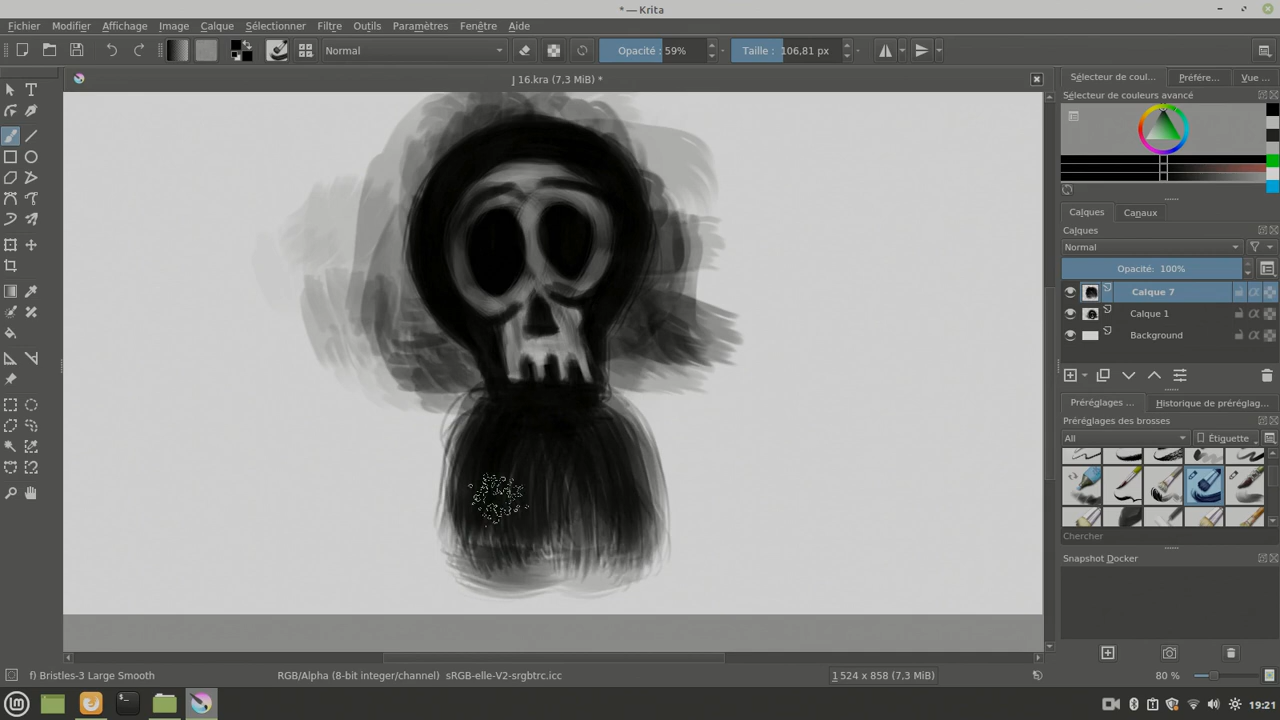 * — Krita
Fichier Modifier Affichage Image Calque Sélectionner Filtre Outils Paramètres Fenêtre Aide
Normal Opacité : 59% Taille : 106,81 px
J 16.kra (7,3 MiB) *
Sélecteur de coul... Préfére... Vue ...
Sélecteur de couleurs avancé
Calques Canaux
Calques
Normal
Opacité: 100%
Calque 7
Calque 1
Background
Préréglages ... Historique de préréglag...
Préréglages des brosses
All Étiquette
Chercher
Snapshot Docker
f) Bristles-3 Large Smooth RGB/Alpha (8-bit integer/channel) sRGB-elle-V2-srgbtrc.icc 1 524 x 858 (7,3 MiB) 80 %
19:21